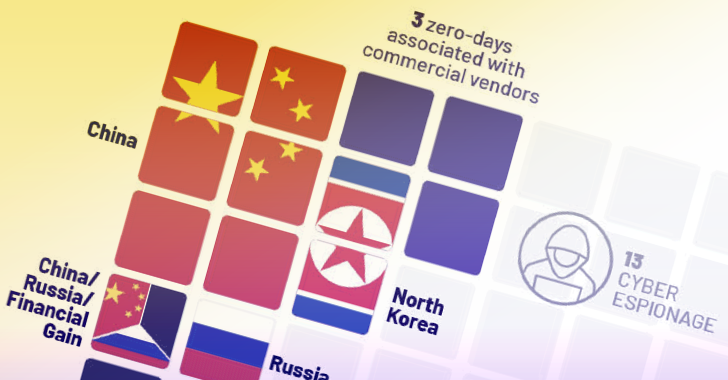 3 zero-days
associated with
commercial vendors
China
13
CYBER
ESPIONAGE
China/
Russia/
Financial
Gain
North
Korea
Russia